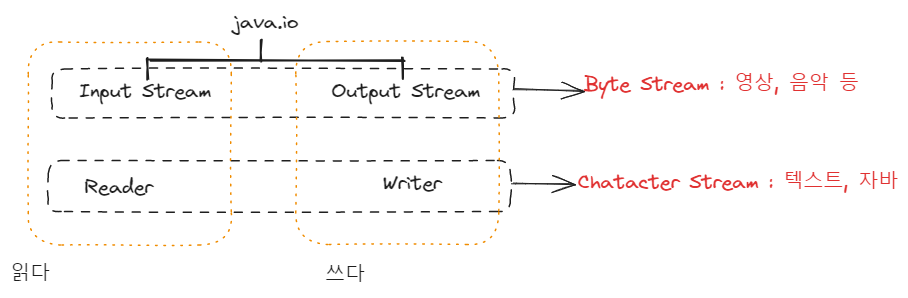 java.io
Input Stream Output Stream
Byte Stream : 영상, 음악 등
Reader Writer
Chatacter Stream : 텍스트, 자바
읽다 쓰다